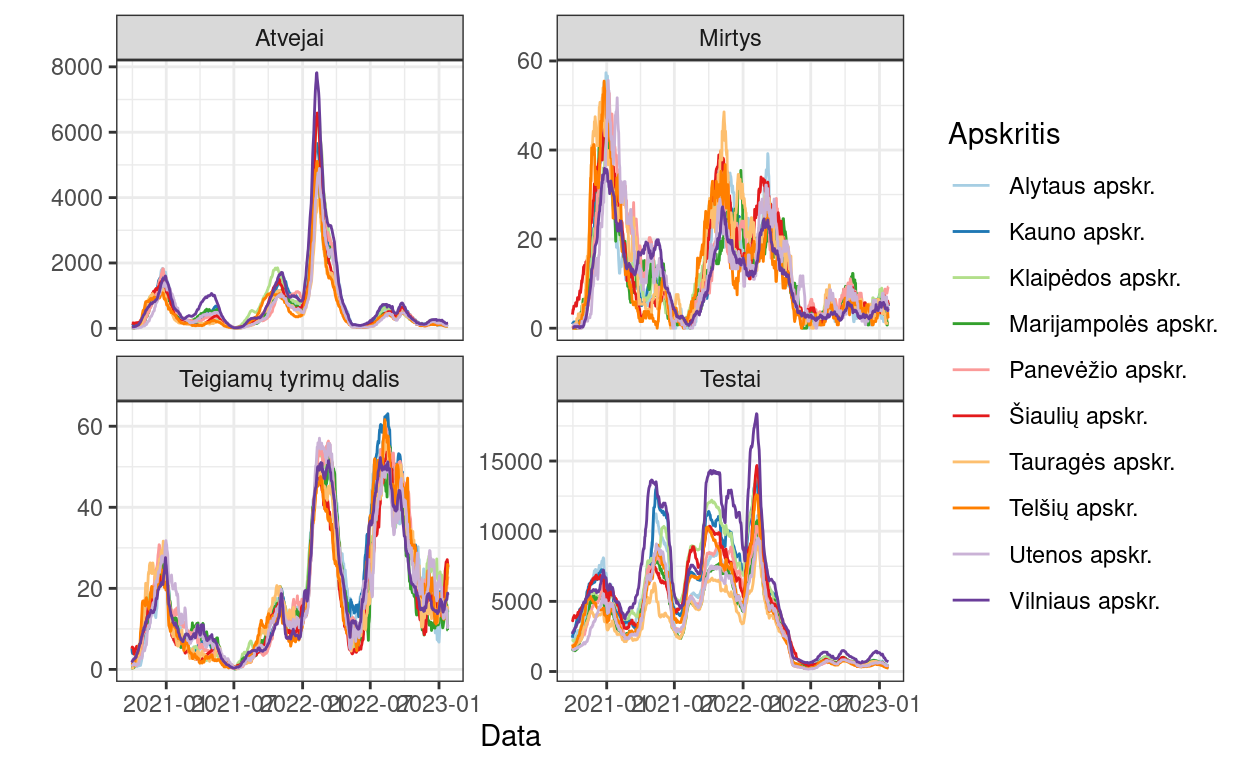 Atvejai
8000
6000
4000
2000
0
Mirtys
60
40
20
0
Teigiamų tyrimų dalis
60
40
20
0
2021-01 2021-07 2022-01 2022-07 2023-01
Testai
15000
10000
5000
0
2021-01 2021-07 2022-01 2022-07 2023-01
Data
Apskritis
Alytaus apskr.
Kauno apskr.
Klaipėdos apskr.
Marijampolės apskr.
Panevėžio apskr.
Šiaulių apskr.
Tauragės apskr.
Telšių apskr.
Utenos apskr.
Vilniaus apskr.